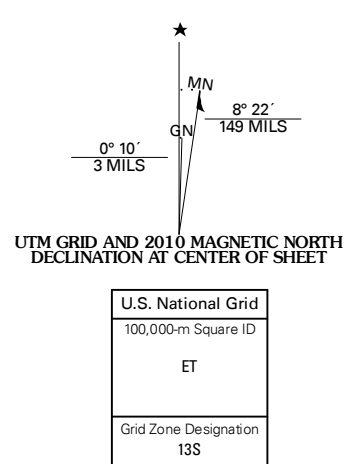 ★
MN
8° 22´
149 MILS
GN
0° 10´
3 MILS
UTM GRID AND 2010 MAGNETIC NORTH
DECLINATION AT CENTER OF SHEET
U.S. National Grid
100,000-m Square ID
ET
Grid Zone Designation
13S